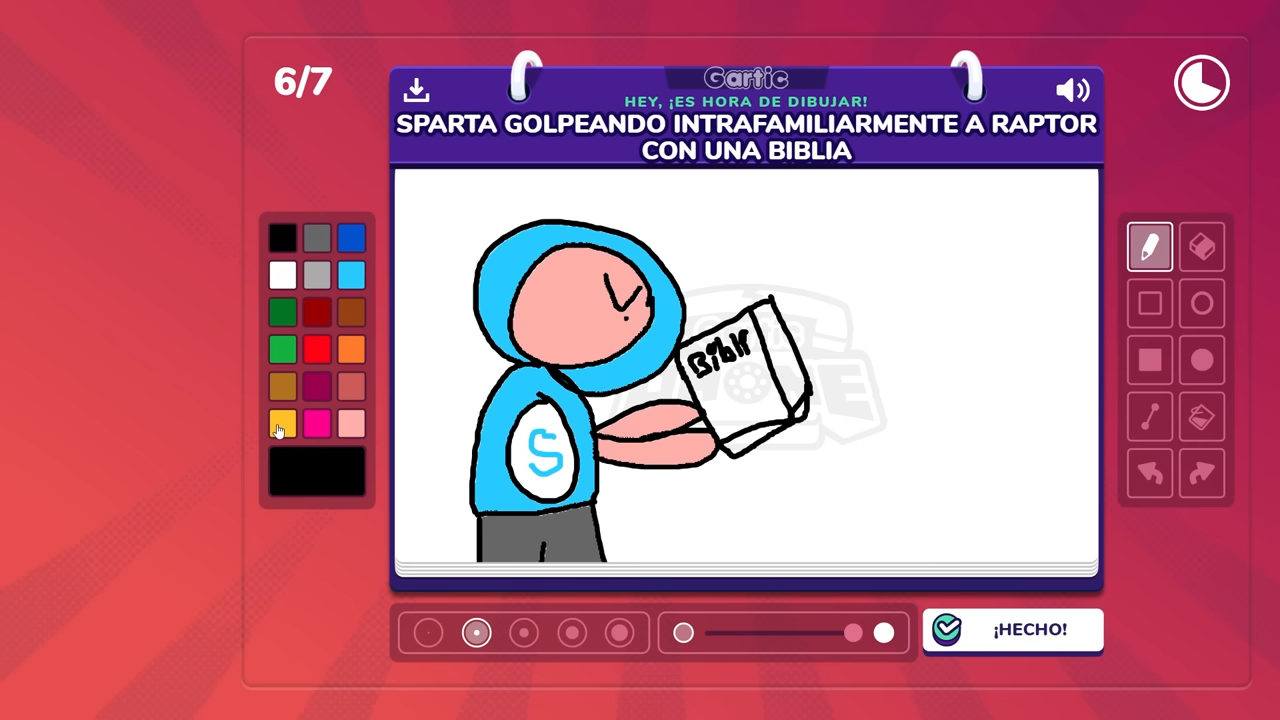 6/7
Gartic
HEY, ¡ES HORA DE DIBUJAR!
SPARTA GOLPEANDO INTRAFAMILIARMENTE A RAPTOR
CON UNA BIBLIA
S
¡HECHO!